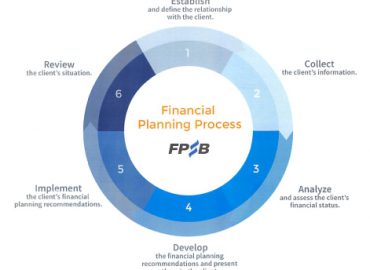 Establish
and define the relationship
with the client.
1
Collect
the client's information.
2
Analyze
and assess the client's
financial status.
3
Develop
the financial planning
recommendations and present
4
Implement
the client's financial
planning recommendations.
5
Review
the client's situation.
6
Financial
Planning Process
FPSB